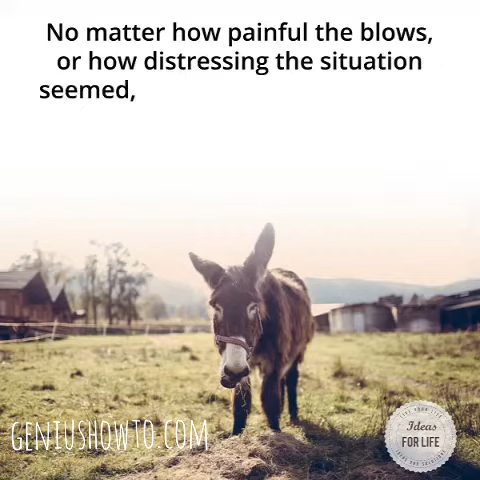 No matter how painful the blows,
or how distressing the situation
seemed,
GENIUSHOWTO.COM
Ideas
FOR LIFE